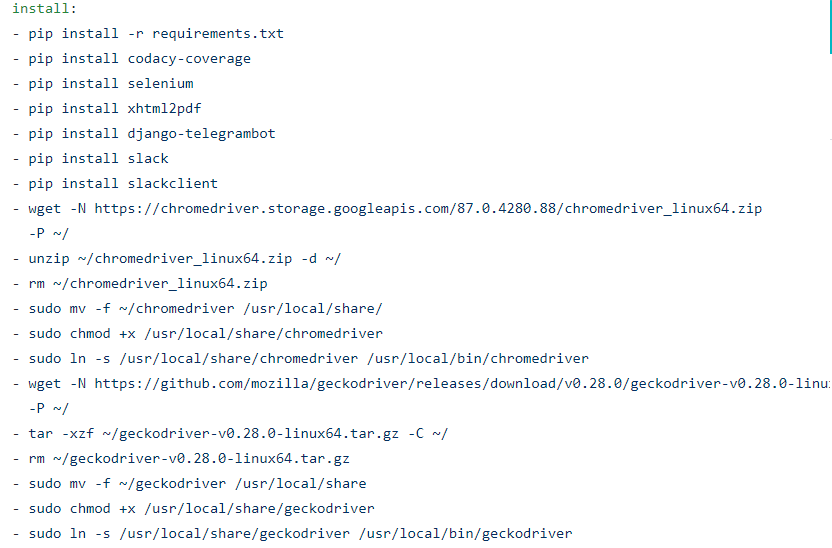 install:
- pip install -r requirements.txt
- pip install codacy-coverage
- pip install selenium
- pip install xhtml2pdf
- pip install django-telegrambot
- pip install slack
- pip install slackclient
- wget -N https://chromedriver.storage.googleapis.com/87.0.4280.88/chromedriver_linux64.zip
-P ~/
- unzip ~/chromedriver_linux64.zip -d ~/
- rm ~/chromedriver_linux64.zip
- sudo mv -f ~/chromedriver /usr/local/share/
- sudo chmod +x /usr/local/share/chromedriver
- sudo ln -s /usr/local/share/chromedriver /usr/local/bin/chromedriver
- wget -N https://github.com/mozilla/geckodriver/releases/download/v0.28.0/geckodriver-v0.28.0-linu
-P ~/
- tar -xzf ~/geckodriver-v0.28.0-linux64.tar.gz -C ~/
- rm ~/geckodriver-v0.28.0-linux64.tar.gz
- sudo mv -f ~/geckodriver /usr/local/share
- sudo chmod +x /usr/local/share/geckodriver
- sudo ln -s /usr/local/share/geckodriver /usr/local/bin/geckodriver